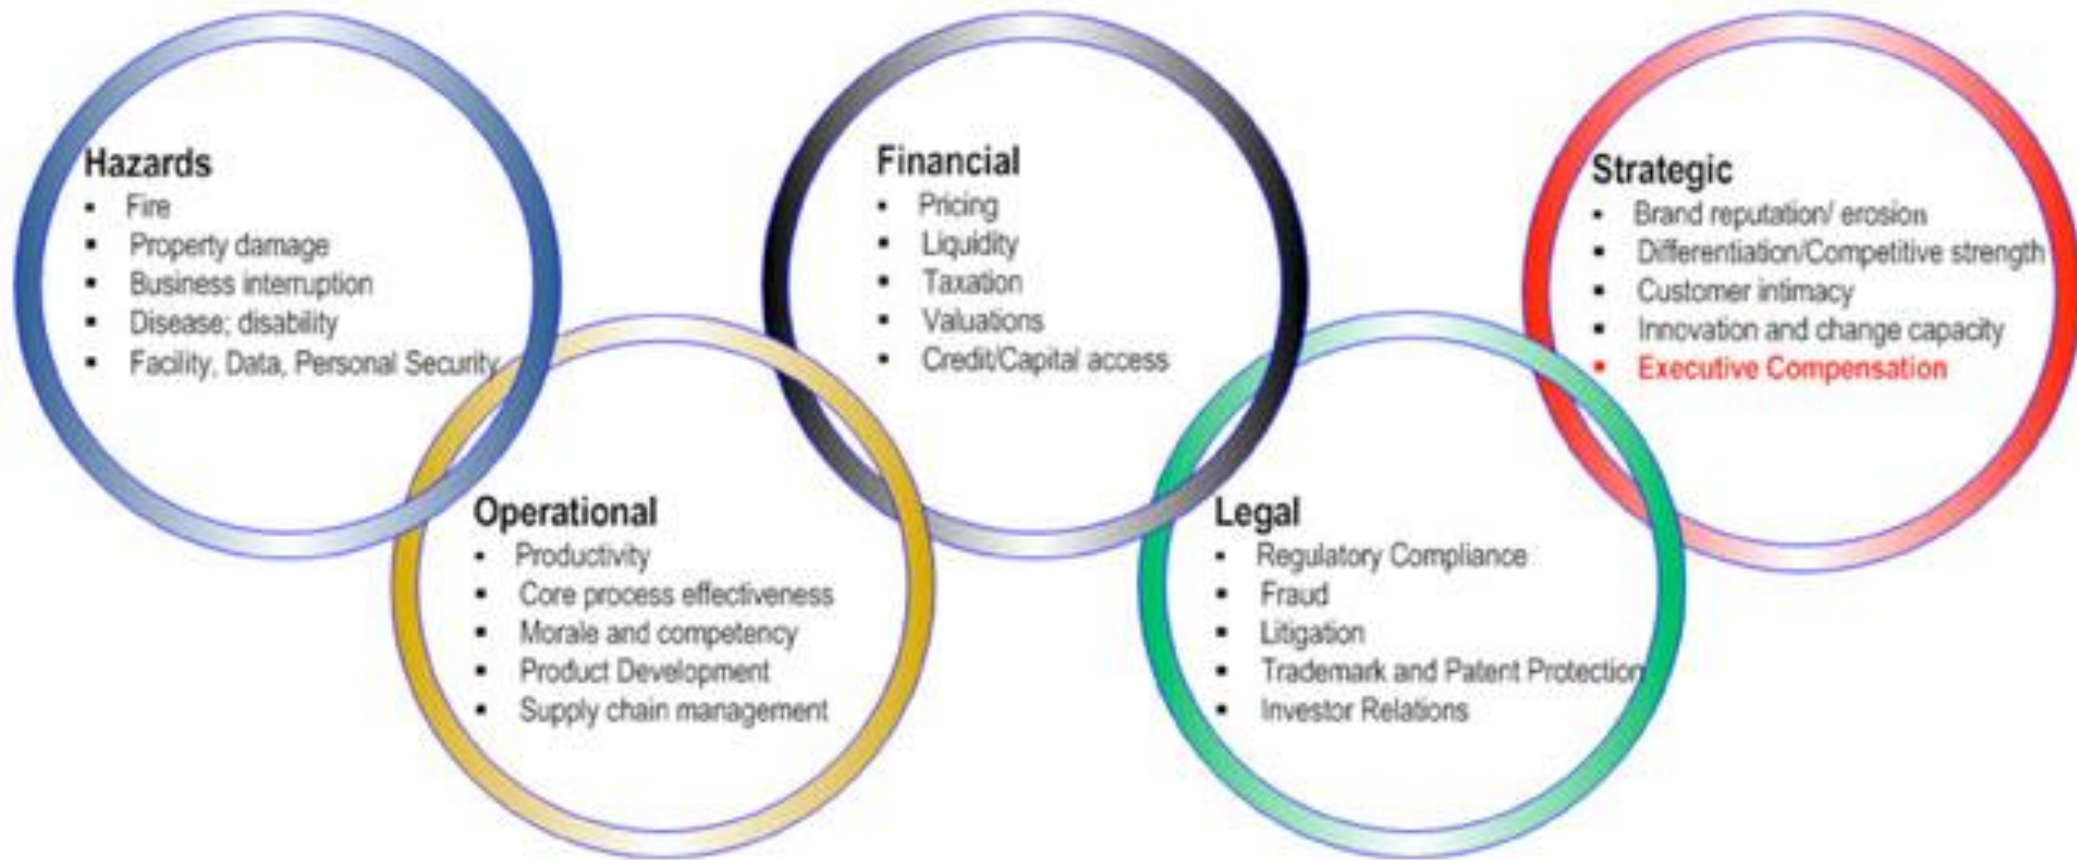 Hazards
▪ Fire
▪ Property damage
▪ Business interruption
▪ Disease; disability
▪ Facility, Data, Personal Security
Operational
▪ Productivity
▪ Core process effectiveness
▪ Morale and competency
▪ Product Development
▪ Supply chain management
Financial
▪ Pricing
▪ Liquidity
▪ Taxation
▪ Valuations
▪ Credit/Capital access
Legal
▪ Regulatory Compliance
▪ Fraud
▪ Litigation
▪ Trademark and Patent Protection
▪ Investor Relations
Strategic
▪ Brand reputation/ erosion
▪ Differentiation/Competitive strength
▪ Customer intimacy
▪ Innovation and change capacity
▪ Executive Compensation